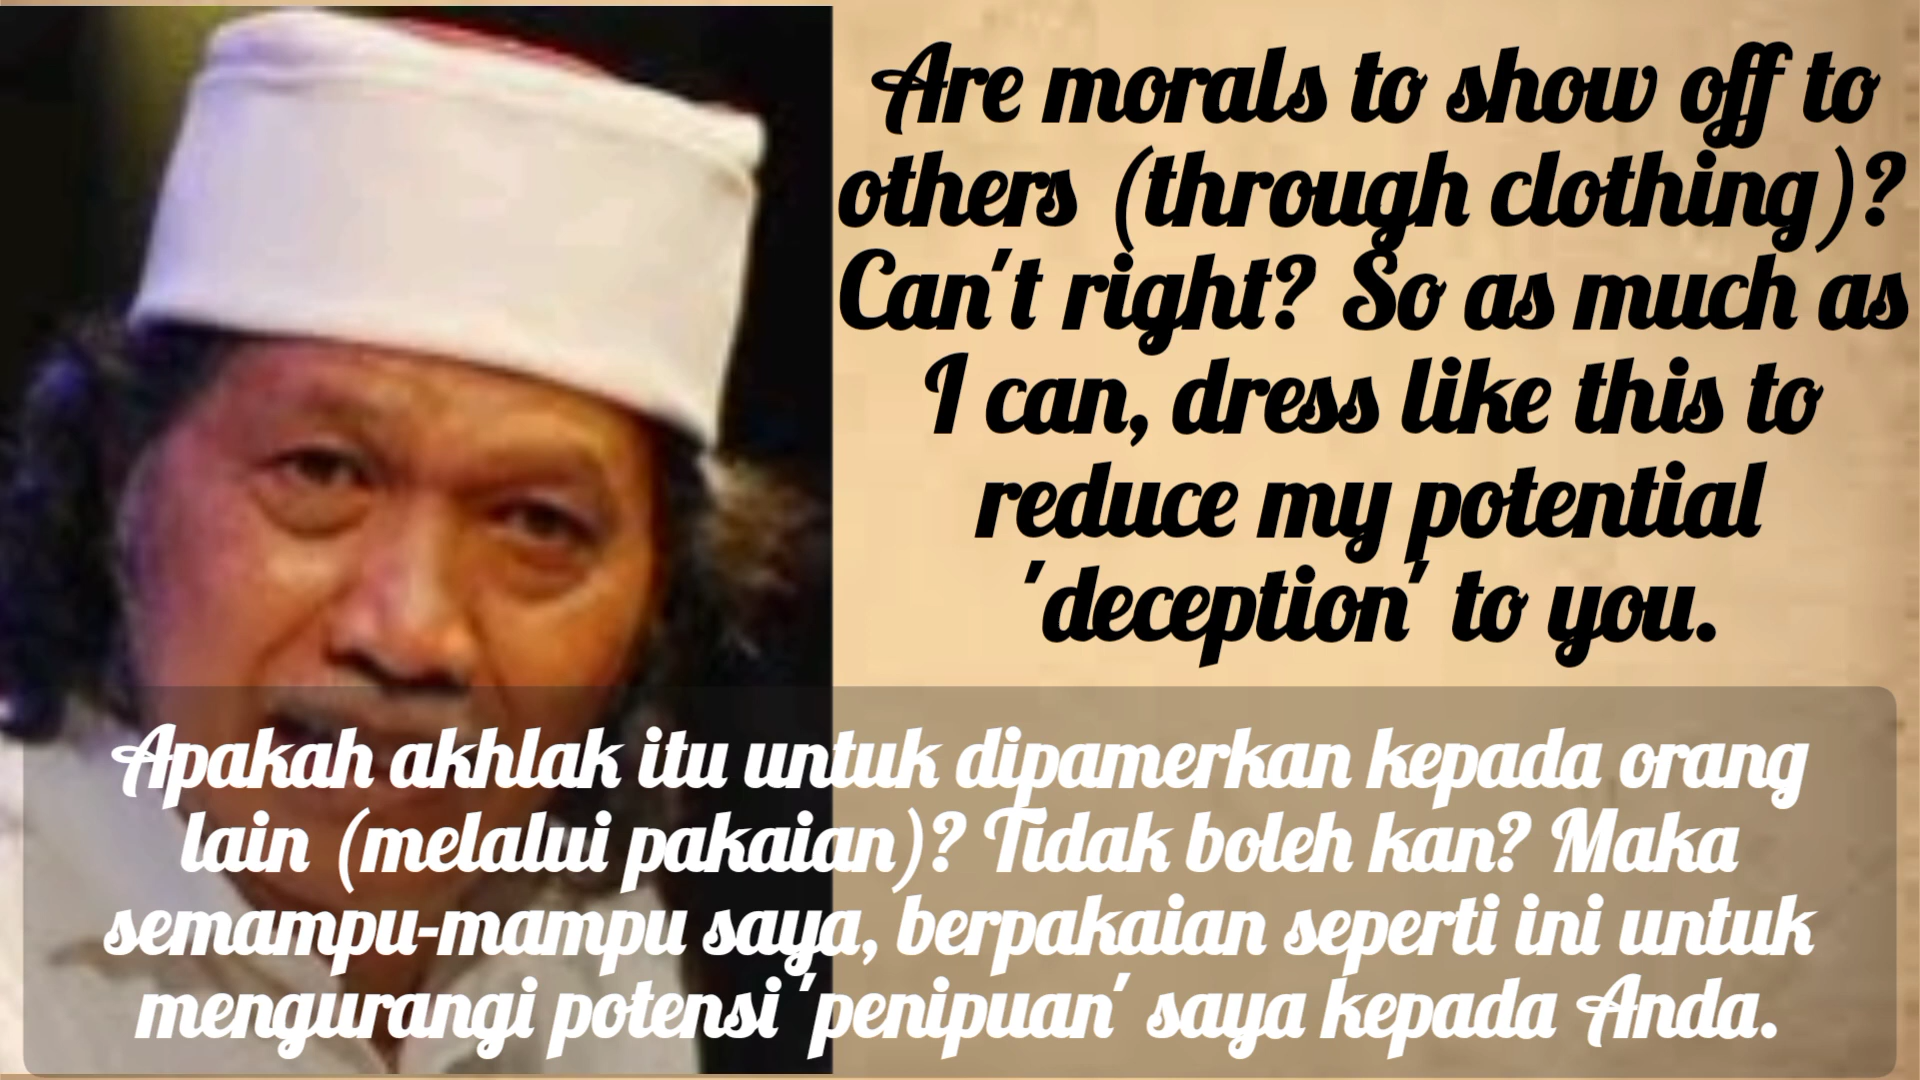 Are morals to show off to
others (through clothing)?
Can't right? So as much as
I can, dress like this to
reduce my potential
'deception' to you.
Apakah akhlak itu untuk dipamerkan kepada orang
lain (melalui pakaian)? Tidak boleh kan? Maka
semampu-mampu saya, berpakaian seperti ini untuk
mengurangi potensi 'penipuan' saya kepada Anda.